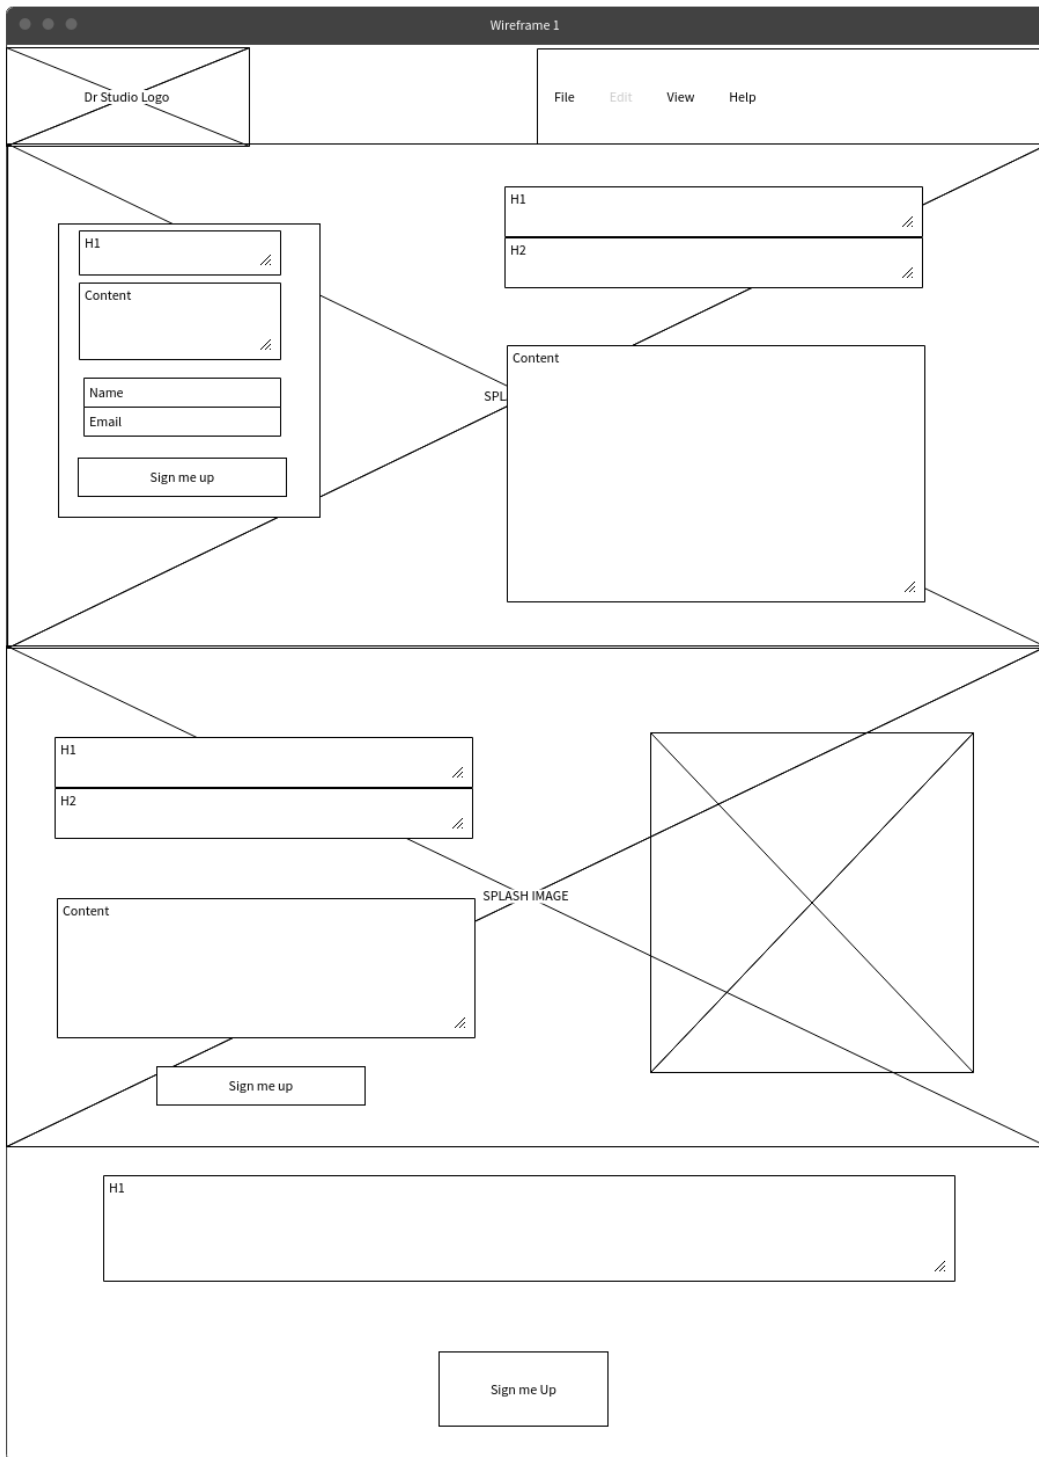 Wireframe 1
Dr Studio Logo
File Edit View Help
H1
Content
Name
Email
Sign me up
H1
H2
SPL
Content
H1
H2
SPLASH IMAGE
Content
Sign me up
H1
Sign me Up